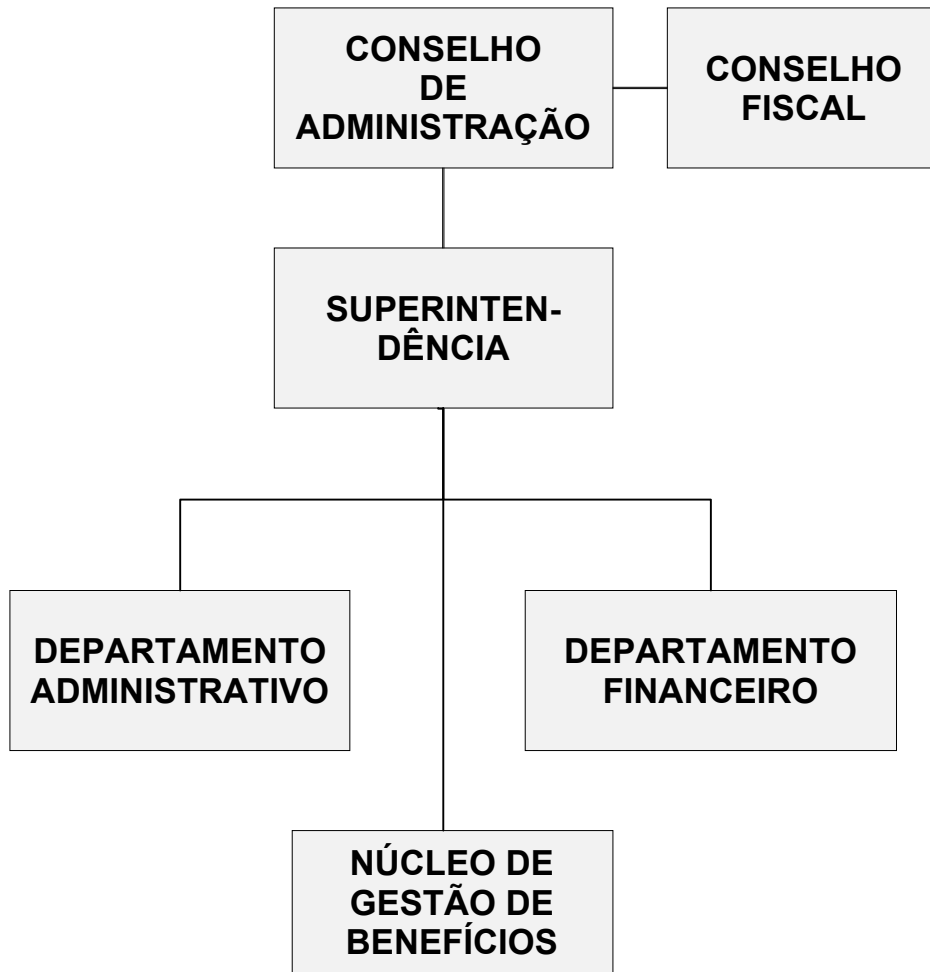 CONSELHO
DE
ADMINISTRAÇÃO
CONSELHO
FISCAL
SUPERINTEN-
DÊNCIA
DEPARTAMENTO
ADMINISTRATIVO
DEPARTAMENTO
FINANCEIRO
NÚCLEO DE
GESTÃO DE
BENEFÍCIOS